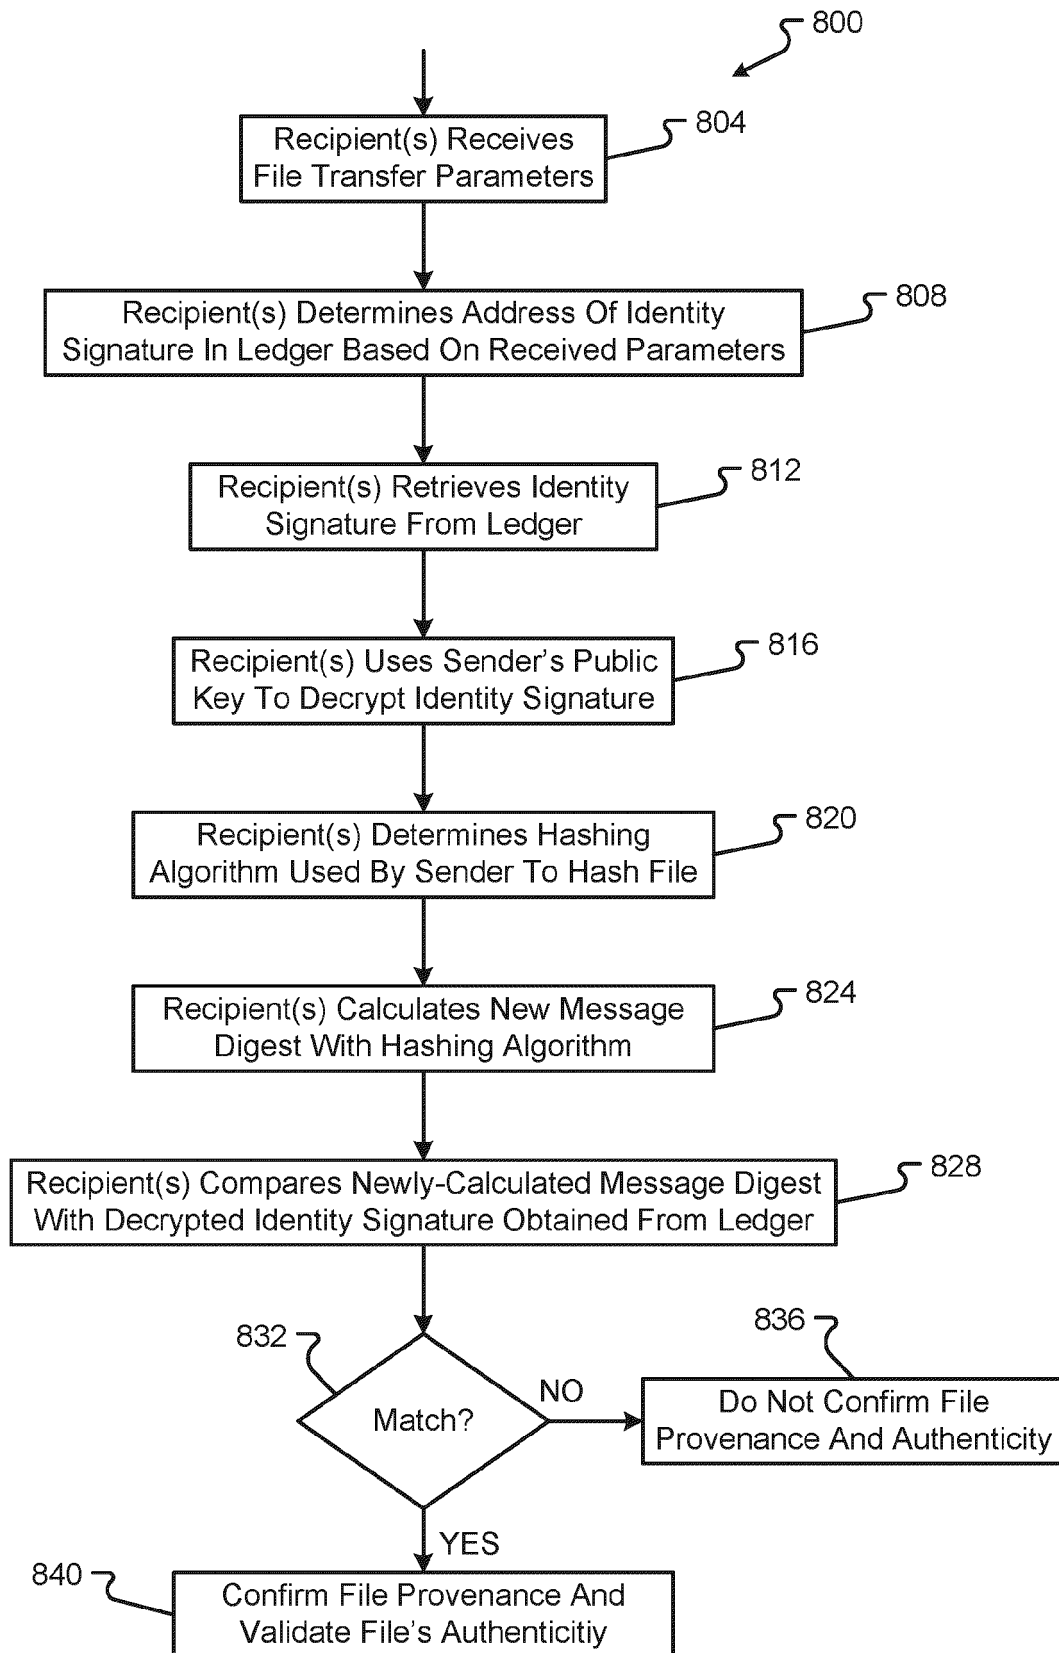 800
Recipient(s) Receives
File Transfer Parameters
804
Recipient(s) Determines Address Of Identity
Signature In Ledger Based On Received Parameters
808
Recipient(s) Retrieves Identity
Signature From Ledger
812
Recipient(s) Uses Sender's Public
Key To Decrypt Identity Signature
816
Recipient(s) Determines Hashing
Algorithm Used By Sender To Hash File
820
Recipient(s) Calculates New Message
Digest With Hashing Algorithm
824
Recipient(s) Compares Newly-Calculated Message Digest
With Decrypted Identity Signature Obtained From Ledger
828
832
Match?
NO
836
Do Not Confirm File
Provenance And Authenticity
YES
840
Confirm File Provenance And
Validate File's Authenticitiy